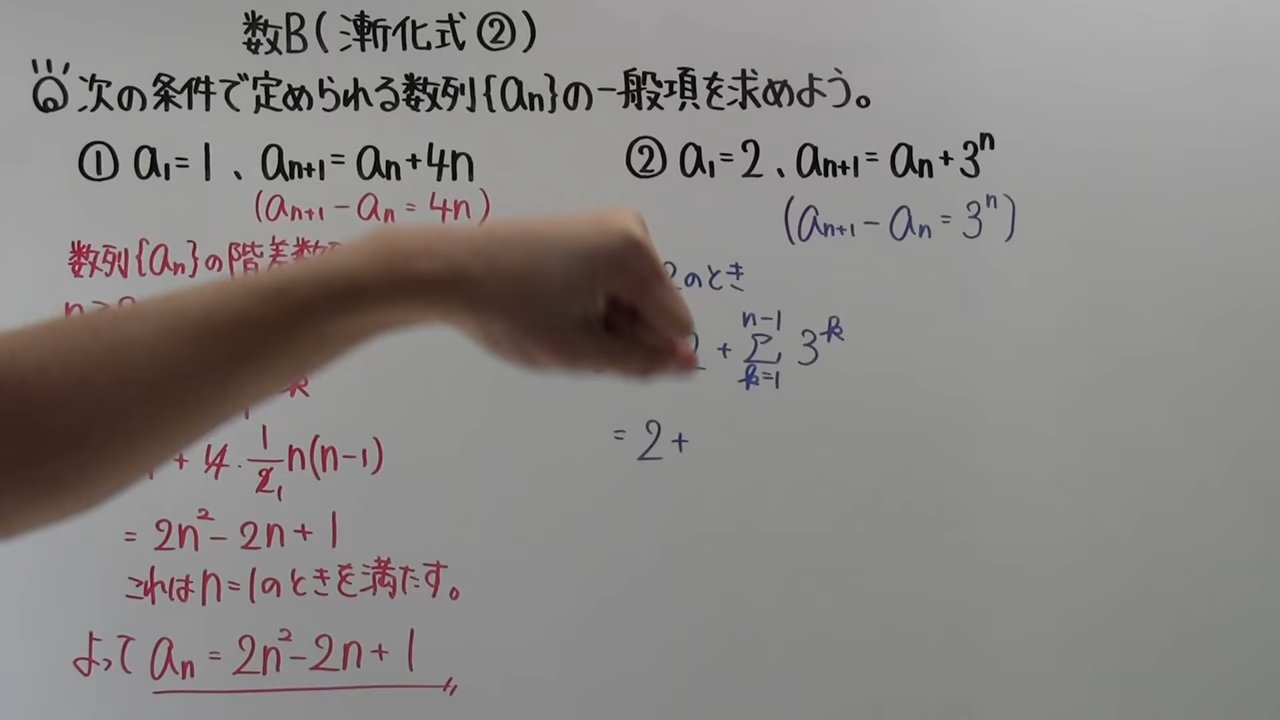 数B(漸化式②)
次の条件で定められる数列{an}の一般項を求めよう。
① a1=1、an+1=an+4n
(an+1-an=4n)
数列{an}の階差数
= 2n²-2n+1
これはn=1のときを満たす。
よって an=2n²-2n+1
② a1=2、an+1=an+3ⁿ
(an+1-an=3ⁿ)
2のとき
2+Σ[k=1, n-1] 3^k
=2+
+4・1/2 n(n-1)